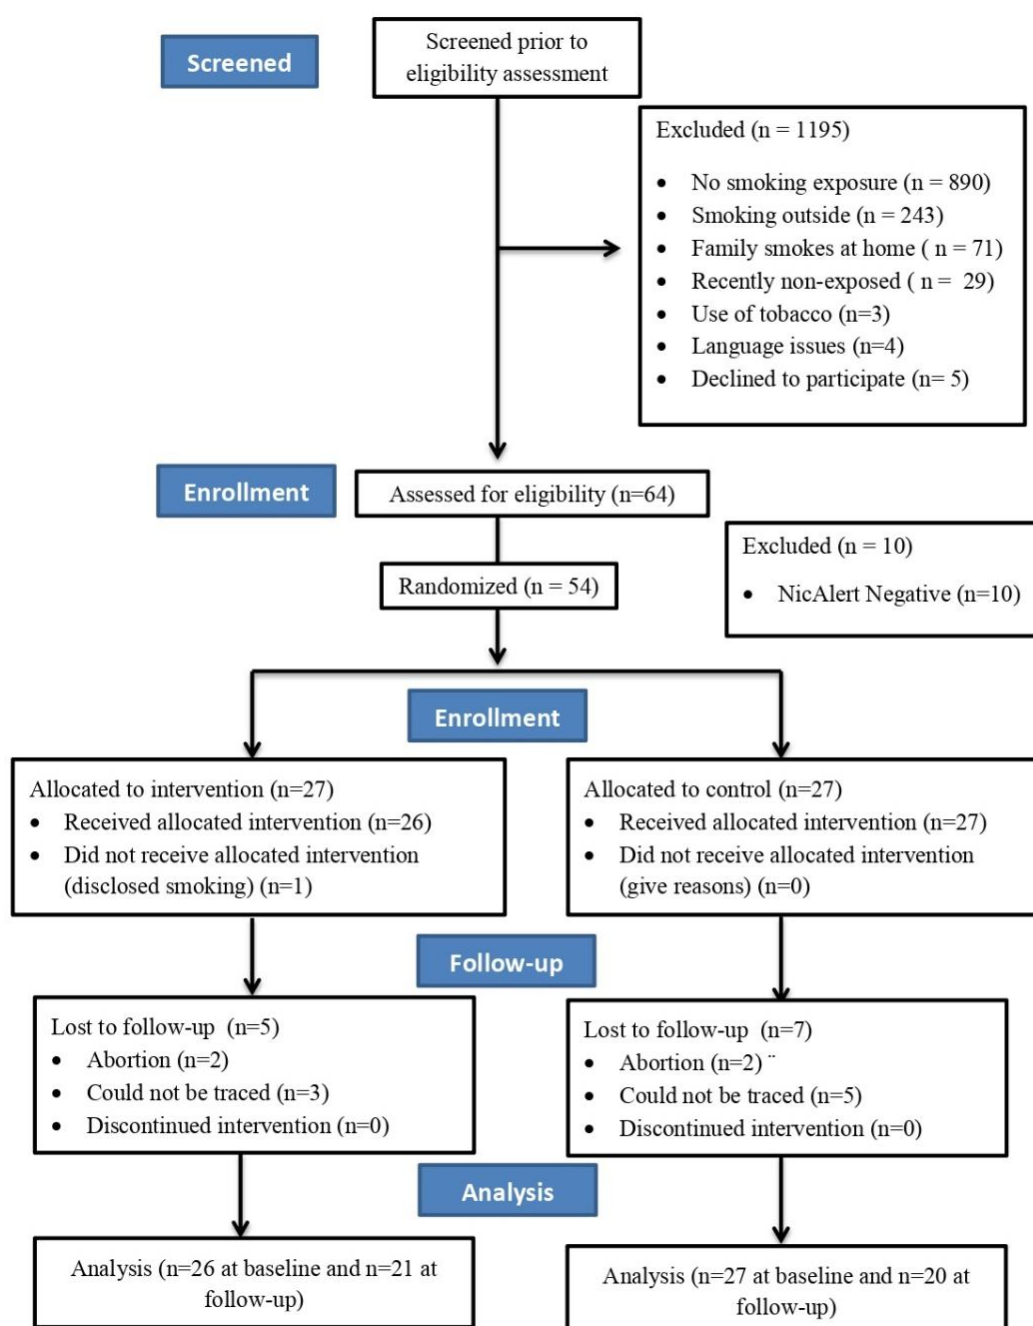 Screened
Screened prior to
eligibility assessment
Excluded (n = 1195)
• No smoking exposure (n = 890)
• Smoking outside (n = 243)
• Family smokes at home ( n = 71)
• Recently non-exposed ( n =  29)
• Use of tobacco (n=3)
• Language issues (n=4)
• Declined to participate (n= 5)
Enrollment
Assessed for eligibility (n=64)
Excluded (n = 10)
• NicAlert Negative (n=10)
Randomized (n = 54)
Enrollment
Allocated to intervention (n=27)
• Received allocated intervention (n=26)
• Did not receive allocated intervention
(disclosed smoking) (n=1)
Allocated to control (n=27)
• Received allocated intervention (n=27)
• Did not receive allocated intervention
(give reasons) (n=0)
Follow-up
Lost to follow-up  (n=5)
• Abortion (n=2)
• Could not be traced (n=3)
• Discontinued intervention (n=0)
Lost to follow-up  (n=7)
• Abortion (n=2) ¨
• Could not be traced (n=5)
• Discontinued intervention (n=0)
Analysis
Analysis (n=26 at baseline and n=21 at
follow-up)
Analysis (n=27 at baseline and n=20 at
follow-up)